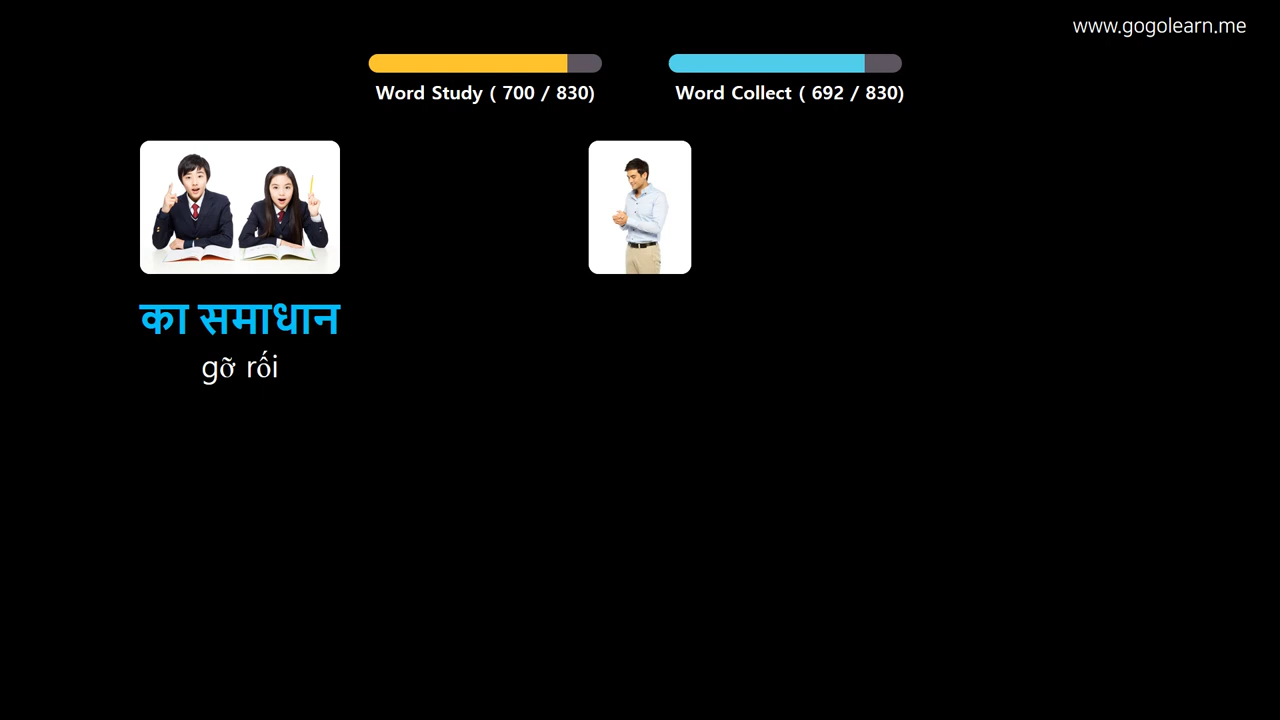 www.gogolearn.me
Word Study ( 700 / 830)
Word Collect ( 692 / 830)
का समाधान
gỡ rối